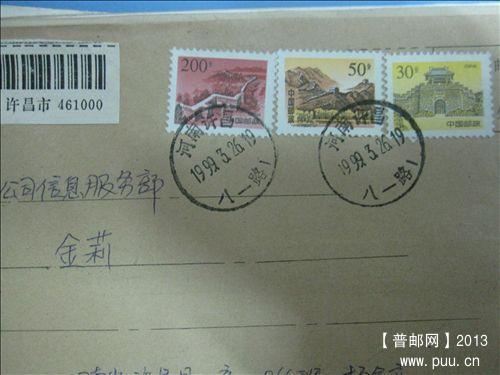 200分
50分
30分
中国邮政
中国邮政
中国邮政
许昌市 461000
河南许昌
1999.3.26.19
八一路1
河南许昌
1999.3.26.19
八一路1
公司信息服务部
金莉
【普邮网】2013
www.puu.cn